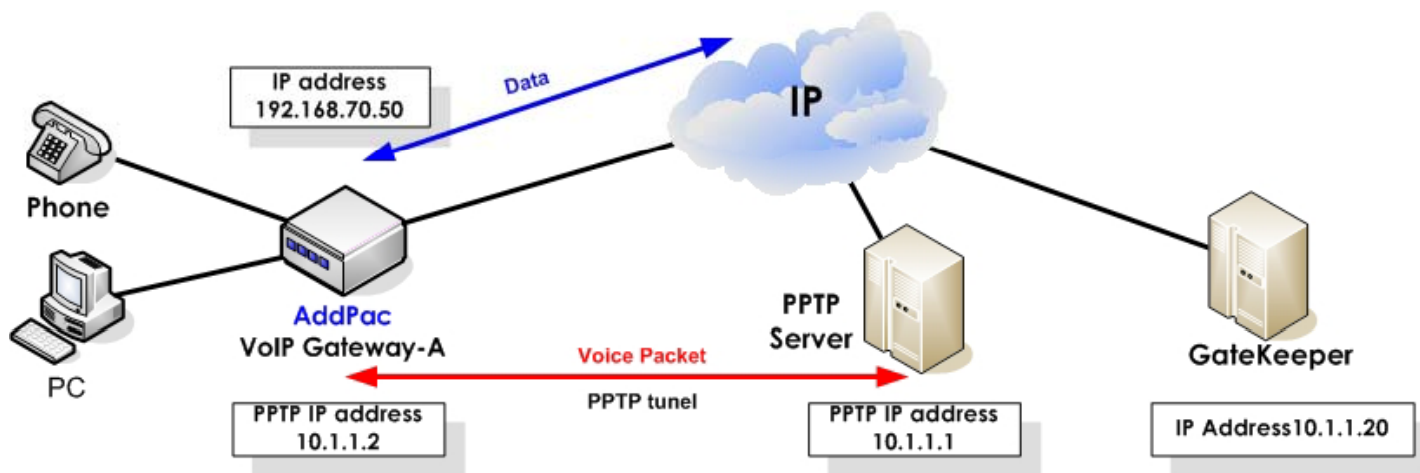 IP address
192.168.70.50
Data
IP
Phone
PC
AddPac
VoIP Gateway-A
PPTP
Server
GateKeeper
Voice Packet
PPTP tunel
PPTP IP address
10.1.1.2
PPTP IP address
10.1.1.1
IP Address10.1.1.20